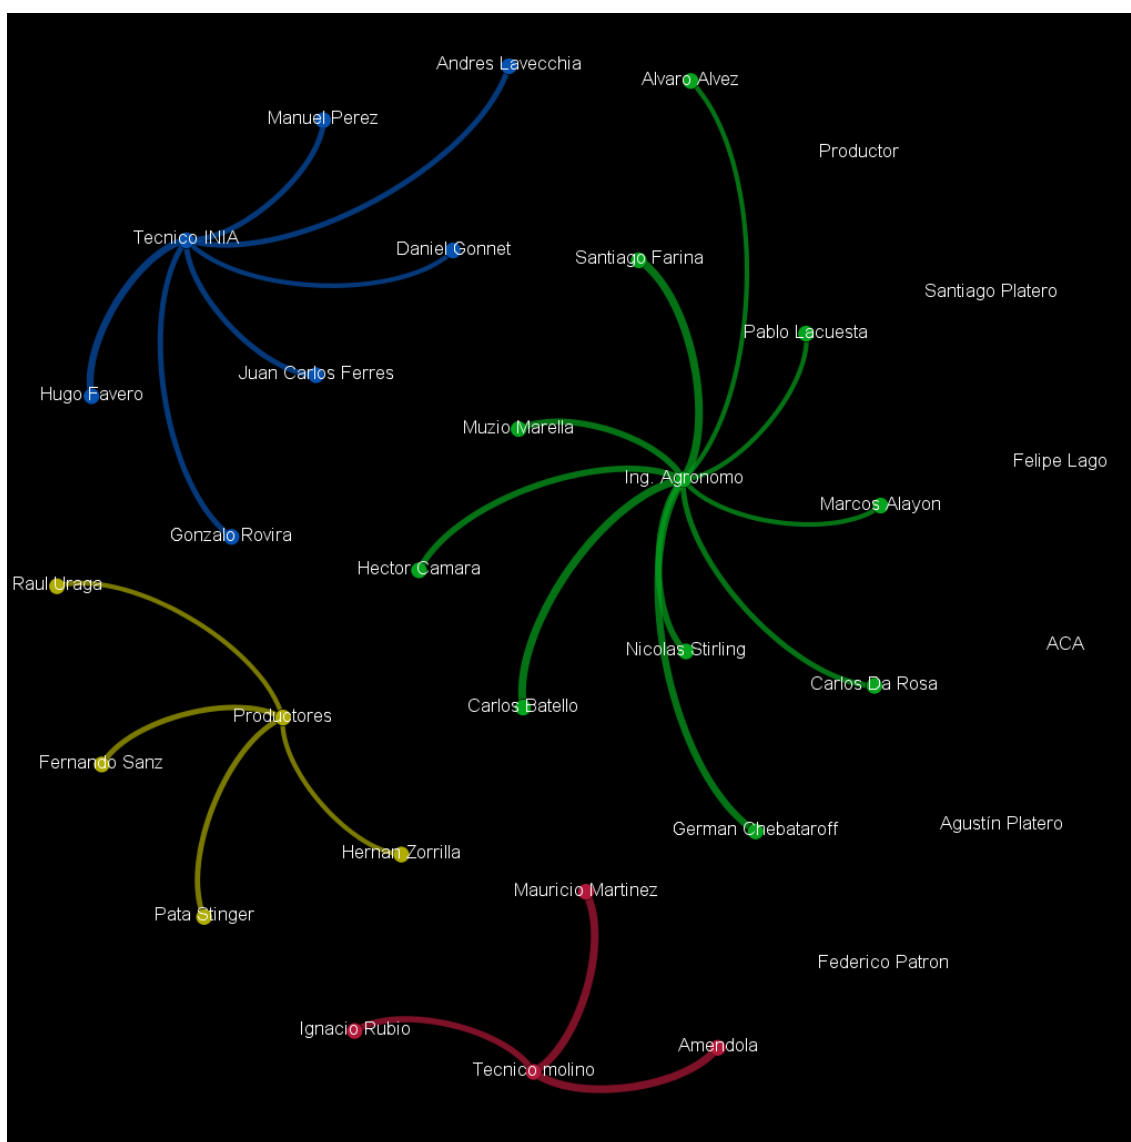 Andres Lavecchia
Alvaro Alvez
Manuel Perez
Productor
Tecnico INIA
Daniel Gonnet
Santiago Farina
Santiago Platero
Pablo Lacuesta
Juan Carlos Ferres
Hugo Favero
Muzio Marella
Felipe Lago
Ing. Agronomo
Marcos Alayon
Gonzalo Rovira
Hector Camara
Raul Uraga
ACA
Nicolas Stirling
Carlos Da Rosa
Carlos Batello
Productores
Fernando Sanz
Agustín Platero
German Chebataroff
Hernan Zorrilla
Mauricio Martinez
Pata Stinger
Federico Patron
Ignacio Rubio
Amendola
Tecnico molino